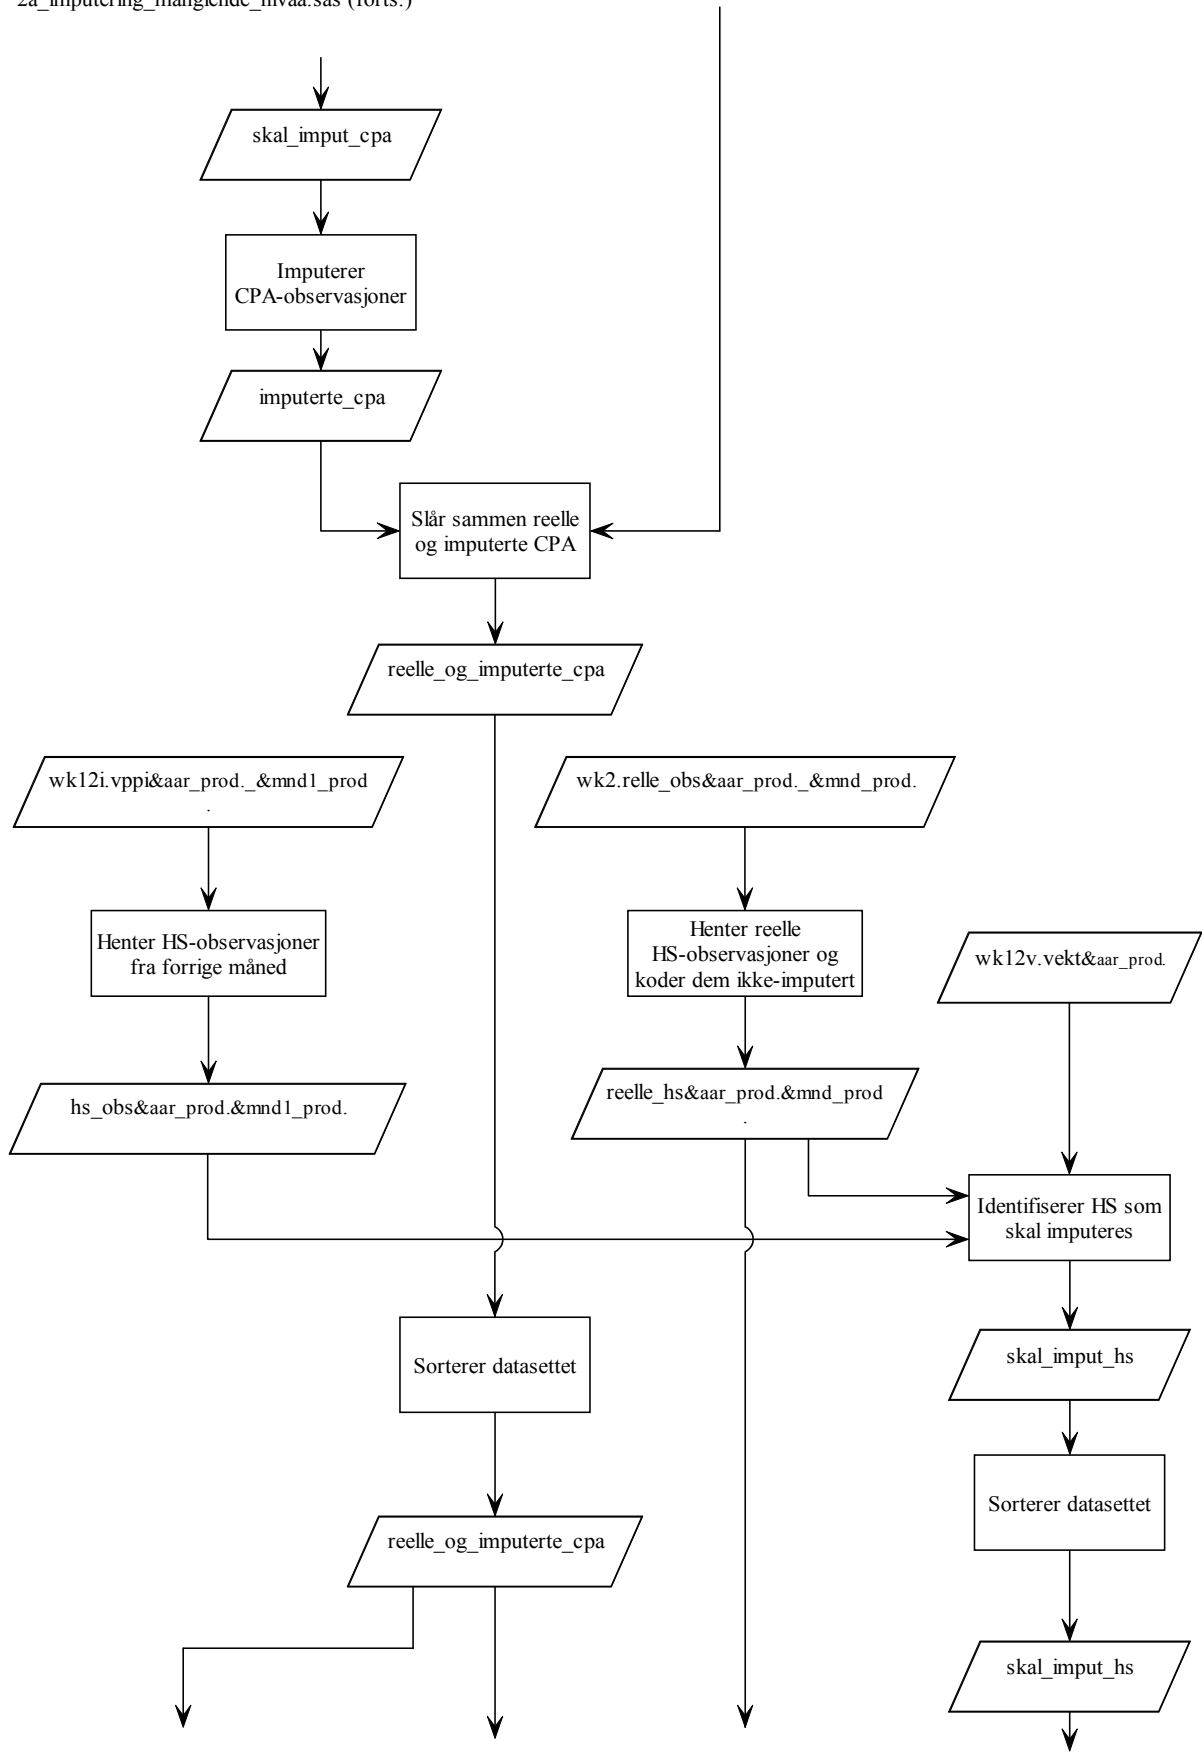 2a_imputering_manglende_nivaa.sas (forts.)
skal_imput_cpa
Imputerer
CPA-observasjoner
imputerte_cpa
Slår sammen reelle
og imputerte CPA
reelle_og_imputerte_cpa
wk12i.vppi&aar_prod._&mnd1_prod
.
wk2.relle_obs&aar_prod._&mnd_prod.
Henter HS-observasjoner
fra forrige måned
Henter reelle
HS-observasjoner og
koder dem ikke-imputert
wk12v.vekt&aar_prod.
hs_obs&aar_prod.&mnd1_prod.
reelle_hs&aar_prod.&mnd_prod
.
Identifiserer HS som
skal imputeres
Sorterer datasettet
skal_imput_hs
Sorterer datasettet
reelle_og_imputerte_cpa
skal_imput_hs